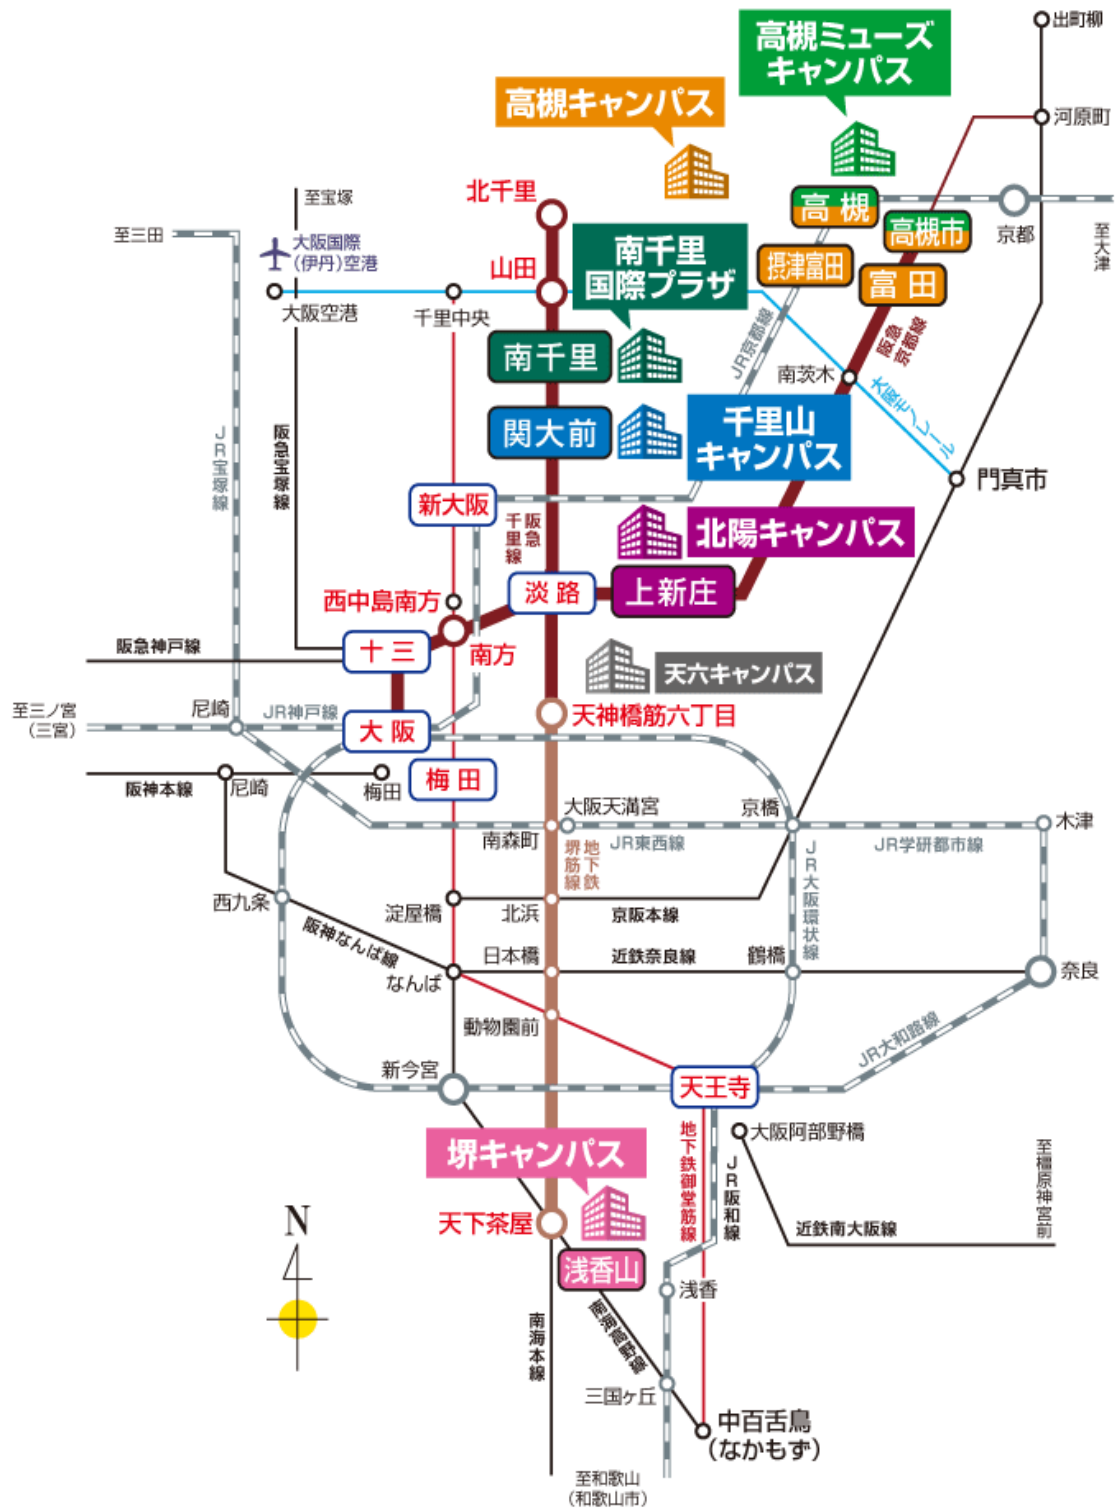 出町柳
高槻ミューズ
キャンパス
高槻キャンパス
河原町
至宝塚
北千里
高槻
高槻市
京都
至大津
至三田
大阪国際
(伊丹)空港
山田
南千里
国際プラザ
摂津富田
富田
大阪空港
千里中央
JR京都線
阪急
京都線
南千里
南茨木
大阪モノレール
関大前
千里山
キャンパス
JR宝塚線
阪急宝塚線
門真市
新大阪
阪急
千里線
北陽キャンパス
西中島南方
淡路
上新庄
阪急神戸線
十三
南方
天六キャンパス
至三ノ宮
(三宮)
尼崎
JR神戸線
大阪
天神橋筋六丁目
阪神本線
尼崎
梅田
梅田
大阪天満宮
京橋
木津
南森町
地下鉄
堺筋線
JR東西線
JR学研都市線
JR大阪環状線
西九条
淀屋橋
北浜
京阪本線
阪神なんば線
なんば
日本橋
近鉄奈良線
鶴橋
奈良
動物園前
JR大和路線
新今宮
天王寺
堺キャンパス
地下鉄御堂筋線
JR阪和線
大阪阿部野橋
至橿原神宮前
天下茶屋
近鉄南大阪線
N
浅香山
浅香
南海本線
南海高野線
三国ヶ丘
中百舌鳥
(なかもず)
至和歌山
(和歌山市)